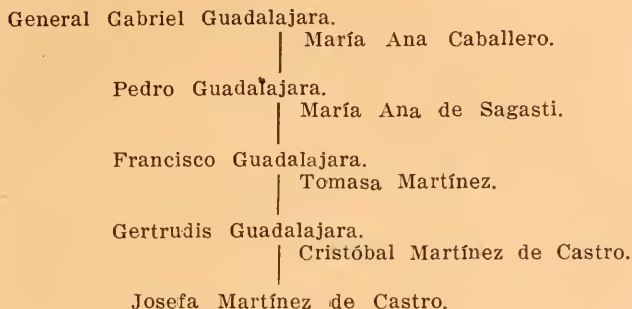 General Gabriel Guadalajara.
María Ana Caballero.
Pedro Guadalajara.
María Ana de Sagasti.
Francisco Guadalajara.
Tomasa Martínez.
Gertrudis Guadalajara.
Cristóbal Martínez de Castro.
Josefa Martínez de Castro.